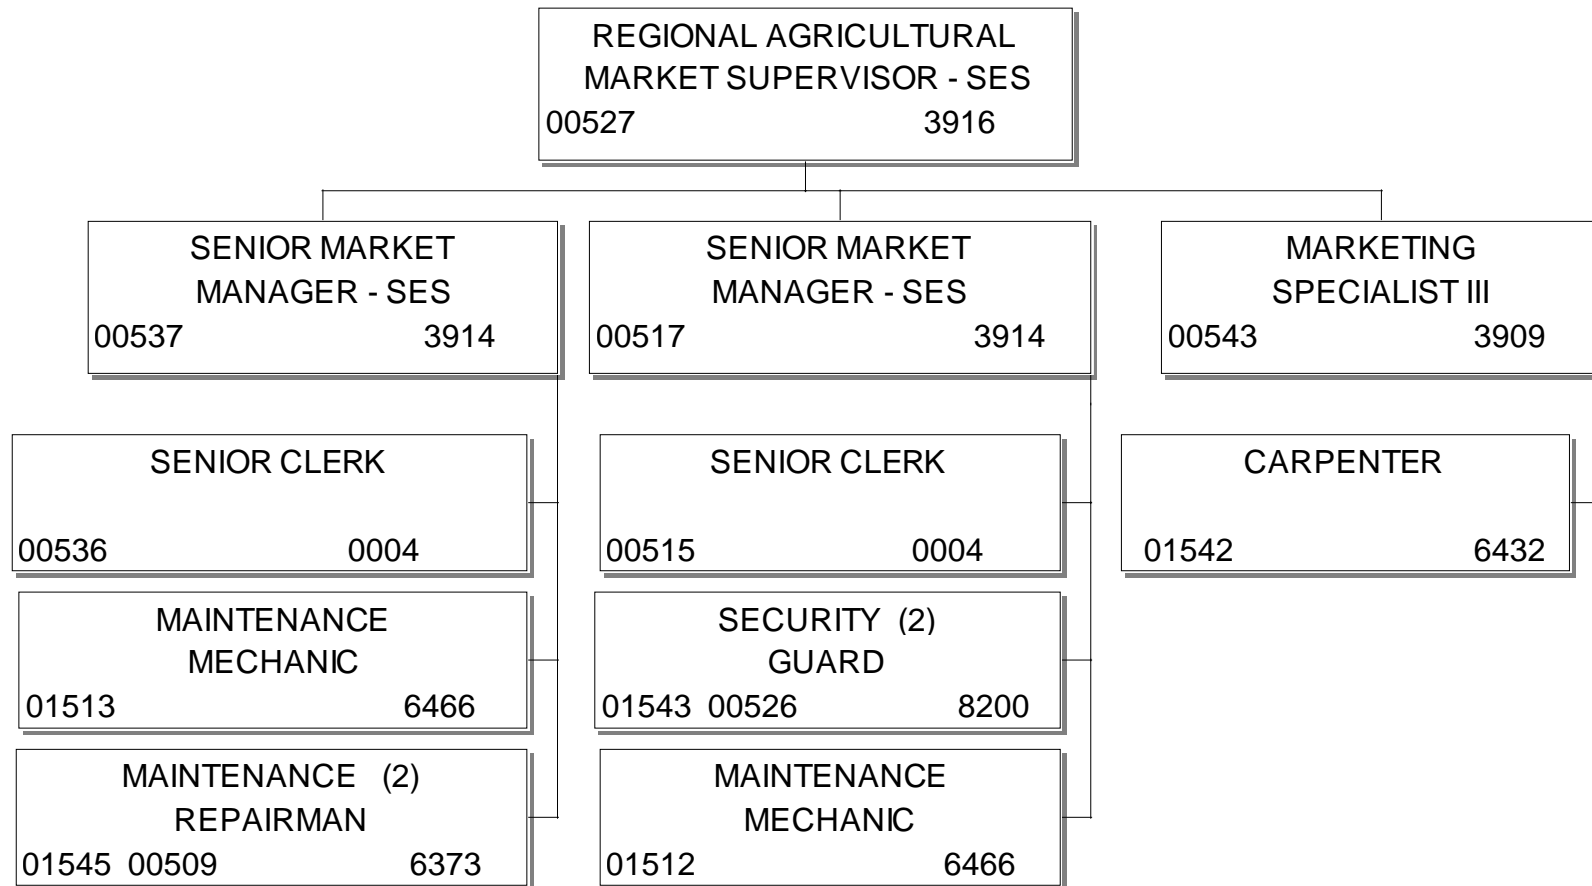 REGIONAL AGRICULTURAL
MARKET SUPERVISOR - SES
00527 3916
SENIOR MARKET
MANAGER - SES
00537 3914
SENIOR MARKET
MANAGER - SES
00517 3914
MARKETING
SPECIALIST III
00543 3909
SENIOR CLERK
00536 0004
SENIOR CLERK
00515 0004
CARPENTER
01542 6432
MAINTENANCE
MECHANIC
01513 6466
SECURITY (2)
GUARD
01543 00526 8200
MAINTENANCE (2)
REPAIRMAN
01545 00509 6373
MAINTENANCE
MECHANIC
01512 6466